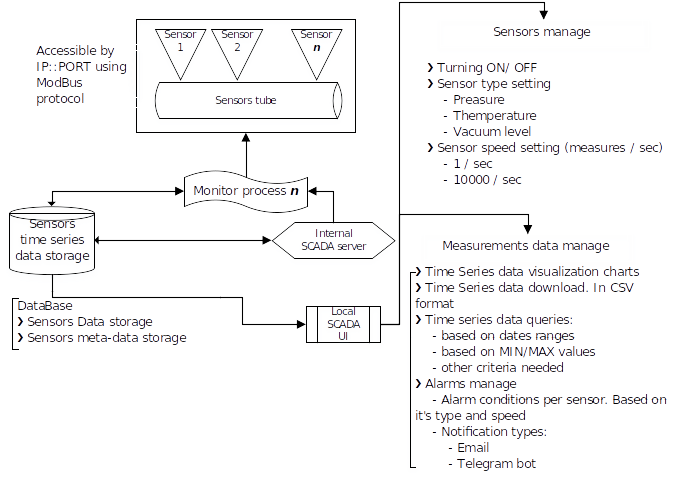 Accessible by
IP::PORT using
ModBus
protocol
Sensor
1
Sensor
2
Sensor
n
Sensors tube
Monitor process n
Sensors
time series
data storage
Internal
SCADA server
DataBase
❯ Sensors Data storage
❯ Sensors meta-data storage
Local
SCADA
UI
Sensors manage
❯ Turning ON/ OFF
❯ Sensor type setting
- Preasure
- Themperature
- Vacuum level
❯ Sensor speed setting (measures / sec)
- 1 / sec
- 10000 / sec
Measurements data manage
❯ Time Series data visualization charts
❯ Time Series data download. In CSV
format
❯ Time series data queries:
- based on dates ranges
- based on MIN/MAX values
- other criteria needed
❯ Alarms manage
- Alarm conditions per sensor. Based on
it's type and speed
- Notification types:
- Email
- Telegram bot